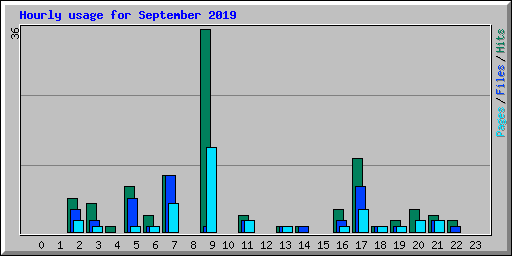 Hourly usage for September 2019
36
Pages/Files/Hits
0 1 2 3 4 5 6 7 8 9 10 11 12 13 14 15 16 17 18 19 20 21 22 23